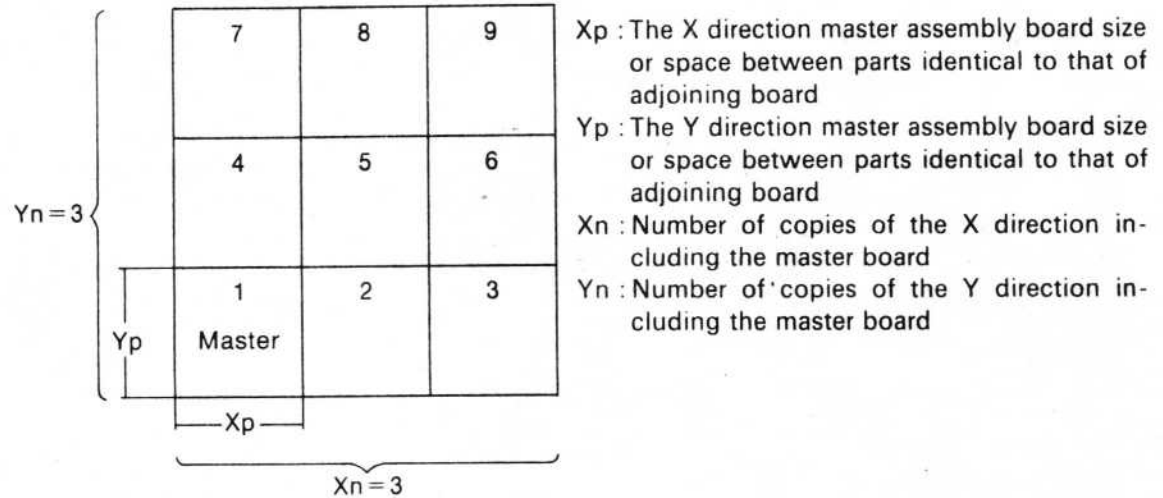 7 8 9
4 5 6
Yn=3
1 2 3
Master
Yp
Xp
Xn=3
Xp : The X direction master assembly board size
or space between parts identical to that of
adjoining board
Yp : The Y direction master assembly board size
or space between parts identical to that of
adjoining board
Xn : Number of copies of the X direction in-
cluding the master board
Yn : Number of copies of the Y direction in-
cluding the master board